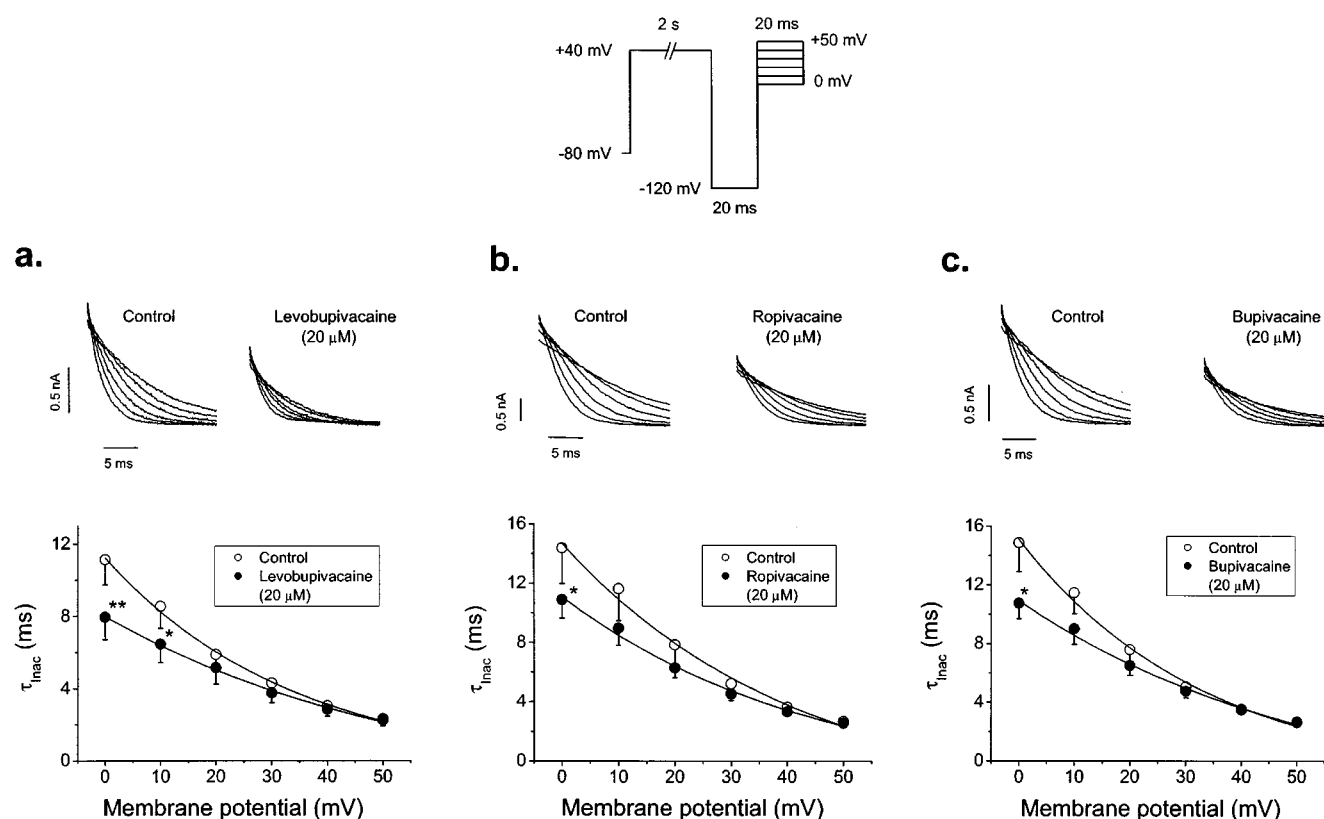 2 s
20 ms
+40 mV
+50 mV
0 mV
-80 mV
-120 mV
20 ms
a.
Control
Levobupivacaine
(20 μM)
0.5 nA
5 ms
12
8
4
0
τInac (ms)
** 
*
Control
Levobupivacaine
(20 μM)
0 10 20 30 40 50
Membrane potential (mV)
b.
Control
Ropivacaine
(20 μM)
0.5 nA
5 ms
16
12
8
4
0
τInac (ms)
*
Control
Ropivacaine
(20 μM)
0 10 20 30 40 50
Membrane potential (mV)
c.
Control
Bupivacaine
(20 μM)
0.5 nA
5 ms
16
12
8
4
0
τInac (ms)
*
Control
Bupivacaine
(20 μM)
0 10 20 30 40 50
Membrane potential (mV)